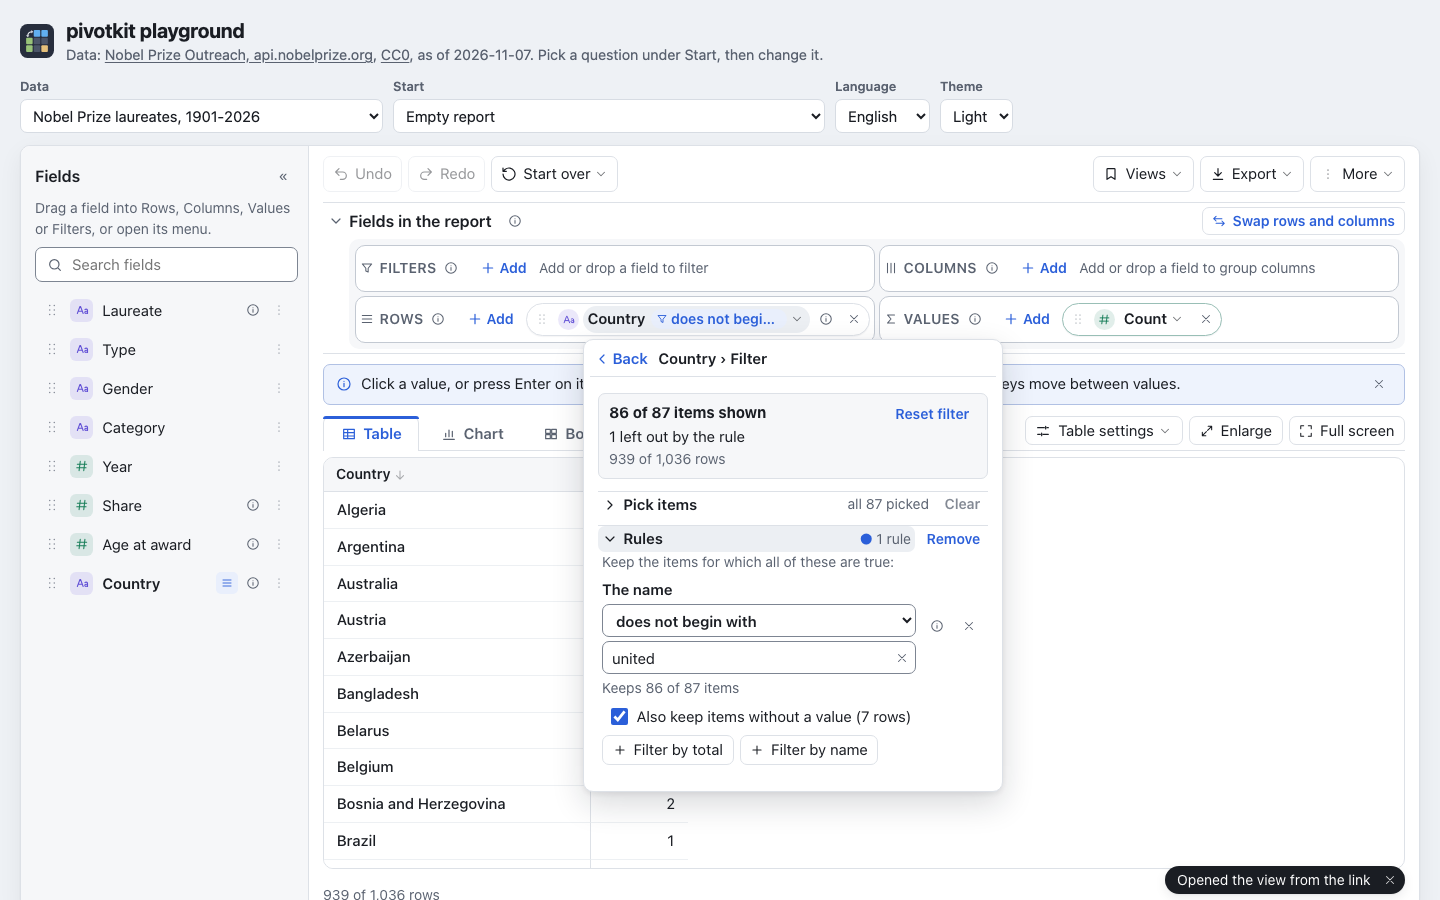 pivotkit playground
Data: Nobel Prize Outreach, api.nobelprize.org, CC0, as of 2026-11-07. Pick a question under Start, then change it.
Data
Start
Language
Theme
Nobel Prize laureates, 1901-2026
Empty report
English
Light
Fields
«
Drag a field into Rows, Columns, Values
or Filters, or open its menu.
Search fields
Aa Laureate
Aa Type
Aa Gender
Aa Category
# Year
# Share
# Age at award
Aa Country
Undo
Redo
Start over
Views
Export
More
Fields in the report
Swap rows and columns
FILTERS
+ Add
Add or drop a field to filter
COLUMNS
+ Add
Add or drop a field to group columns
ROWS
+ Add
Aa Country
does not begi...
Σ VALUES
+ Add
# Count
Click a value, or press Enter on it
eys move between values.
Table
Chart
Bo
Table settings
Enlarge
Full screen
Country ↓
Algeria
Argentina
Australia
Austria
Azerbaijan
Bangladesh
Belarus
Belgium
Bosnia and Herzegovina
2
Brazil
1
Back
Country › Filter
86 of 87 items shown
Reset filter
1 left out by the rule
939 of 1,036 rows
Pick items
all 87 picked
Clear
Rules
1 rule
Remove
Keep the items for which all of these are true:
The name
does not begin with
united
Keeps 86 of 87 items
Also keep items without a value (7 rows)
+ Filter by total
+ Filter by name
939 of 1,036 rows
Opened the view from the link